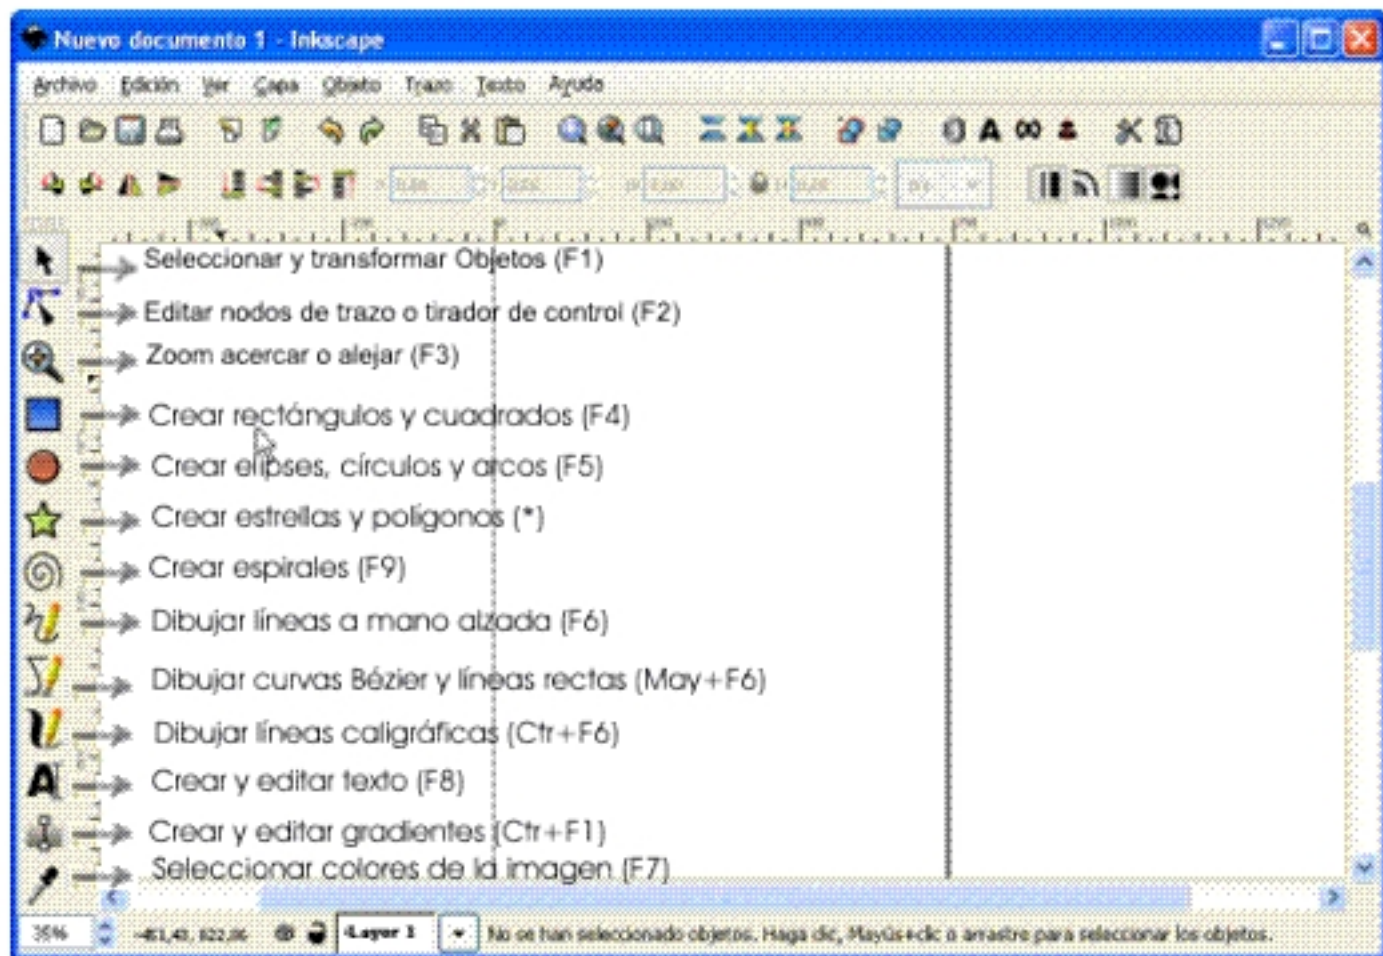 Nuevo documento 1 - Inkscape
Archivo Edición Ver Capa Objeto Trazo Texto Ayuda
Seleccionar y transformar Objetos (F1)
Editar nodos de trazo o tirador de control (F2)
Zoom acercar o alejar (F3)
Crear rectángulos y cuadrados (F4)
Crear elipses, círculos y arcos (F5)
Crear estrellas y polígonos (*)
Crear espirales (F9)
Dibujar líneas a mano alzada (F6)
Dibujar curvas Bézier y líneas rectas (May+F6)
Dibujar líneas caligráficas (Ctr+F6)
Crear y editar texto (F8)
Crear y editar gradientes (Ctr+F1)
Seleccionar colores de la imagen (F7)
35% Layer 1 No se han seleccionado objetos. Haga clic, Mayús+clic o arrastre para seleccionar los objetos.